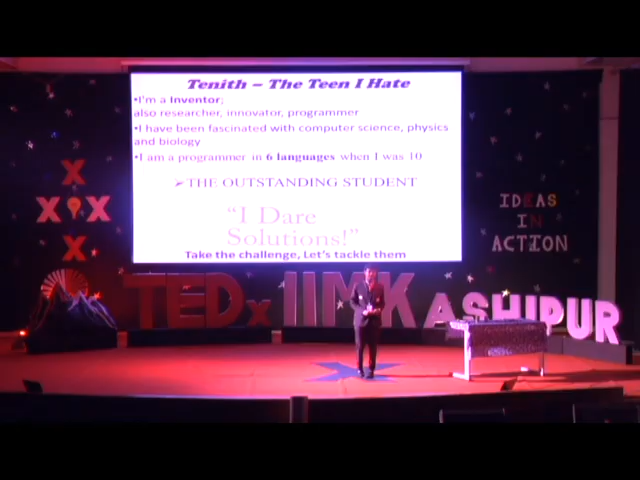 Tenith – The Teen I Hate
•I'm a Inventor;
also researcher, innovator, programmer
•I have been fascinated with computer science, physics
and biology
•I am a programmer in 6 languages when I was 10
➢THE OUTSTANDING STUDENT
“I Dare
Solutions!”
Take the challenge, Let's tackle them
X
X X
X
IDEAS
IN
ACTION
TEDx IIMKASHIPUR